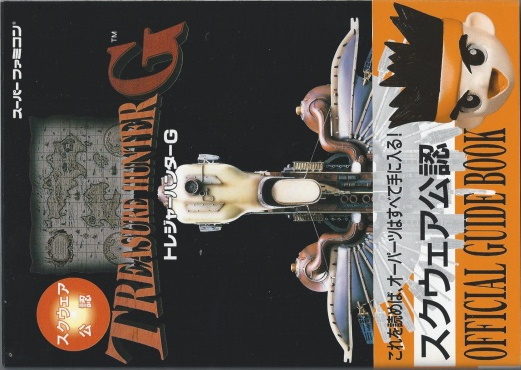 スーパーファミコン®
TREASURE HUNTER G™
トレジャーハンターG
スクウェア
公認
これを読めば、オーパーツはすべて手に入る!
スクウェア公認
OFFICIAL GUIDE BOOK